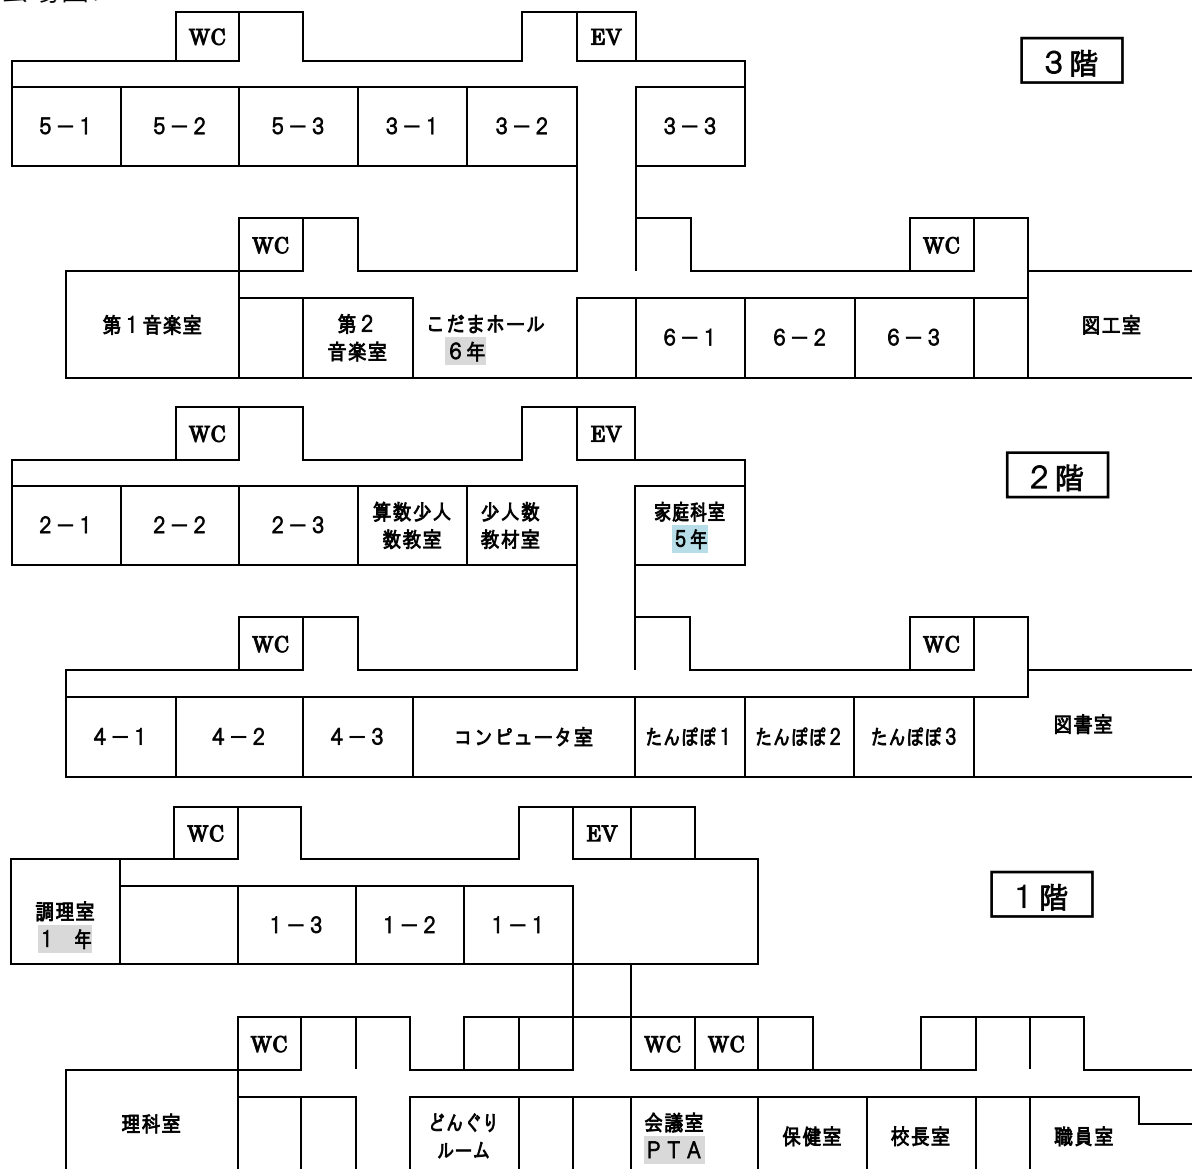 WC
EV
３階
５－１
５－２
５－３
３－１
３－２
３－３
WC
WC
第１音楽室
第２
音楽室
こだまホール
６年
６－１
６－２
６－３
図工室
WC
EV
２階
２－１
２－２
２－３
算数少人
数教室
少人数
教材室
家庭科室
５年
WC
WC
４－１
４－２
４－３
コンピュータ室
たんぽぽ１
たんぽぽ２
たんぽぽ３
図書室
WC
EV
１階
調理室
１　年
１－３
１－２
１－１
WC
WC
WC
理科室
どんぐり
ルーム
会議室
ＰＴＡ
保健室
校長室
職員室